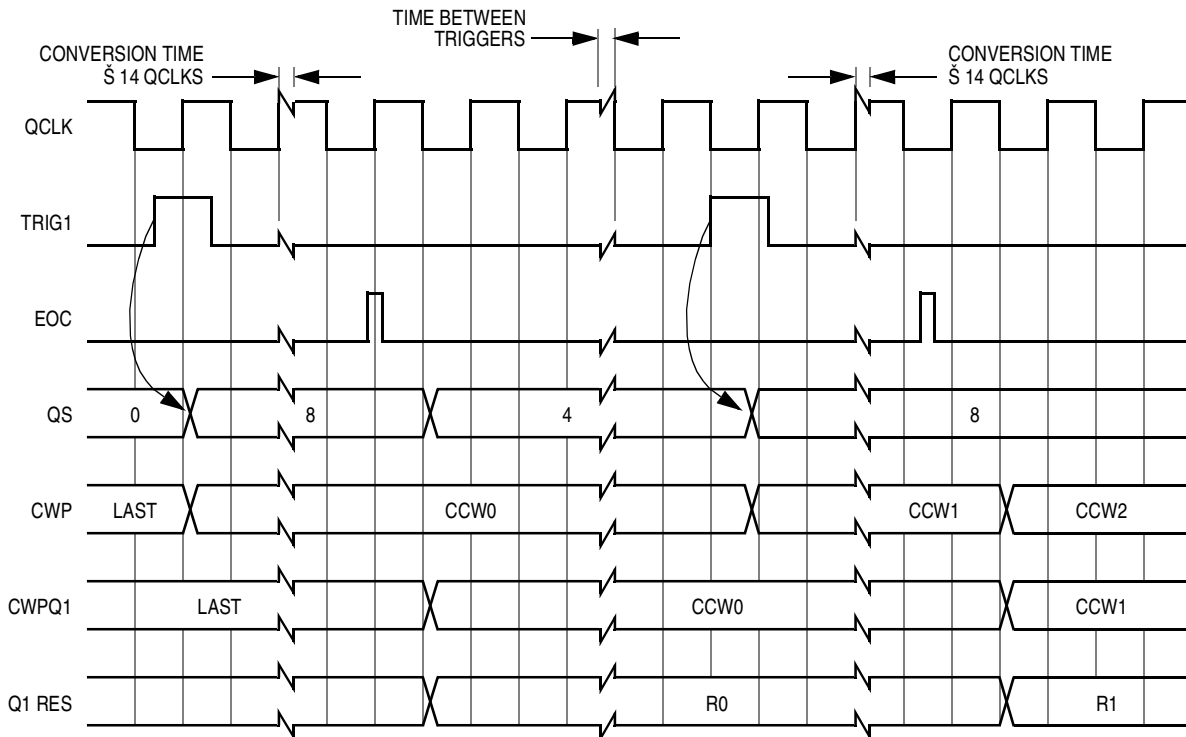 TIME BETWEEN
TRIGGERS
CONVERSION TIME
Š 14 QCLKS
CONVERSION TIME
Š 14 QCLKS
QCLK
TRIG1
EOC
QS 0 8 4 8
CWP LAST CCW0 CCW1 CCW2
CWPQ1 LAST CCW0 CCW1
Q1 RES R0 R1